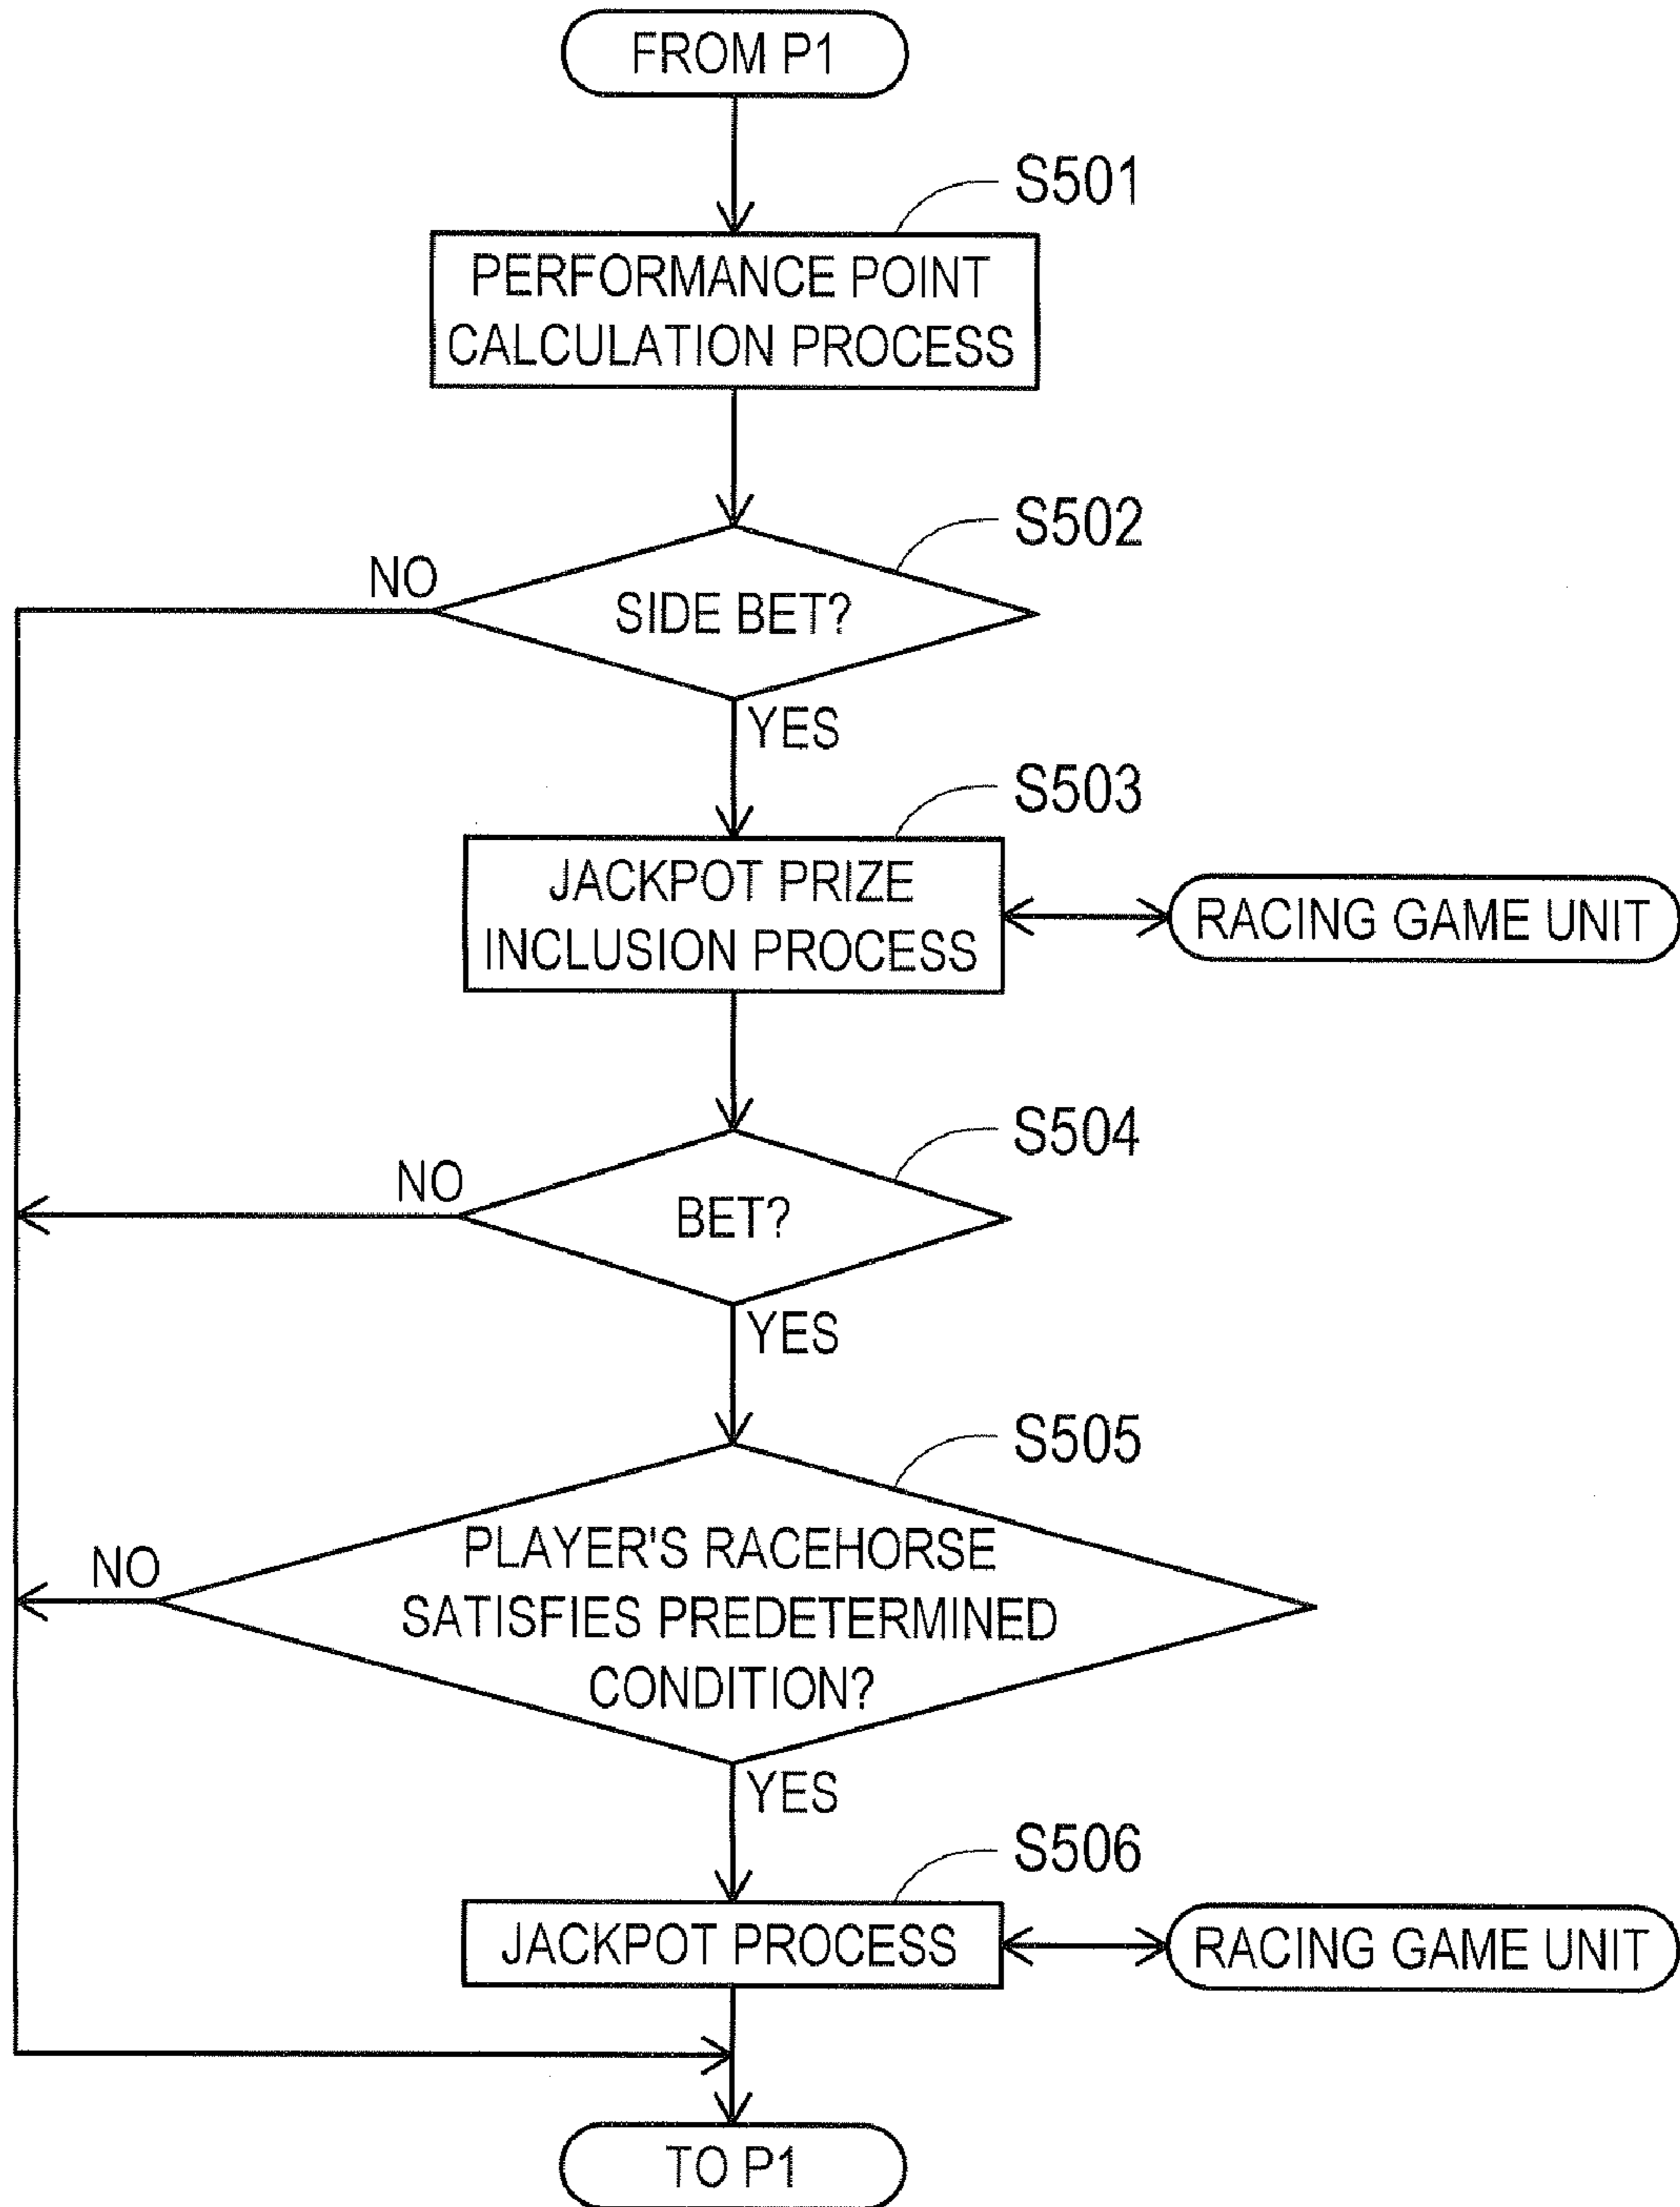 FROM P1
S501
PERFORMANCE POINT
CALCULATION PROCESS
S502
NO
SIDE BET?
YES
S503
JACKPOT PRIZE
INCLUSION PROCESS
RACING GAME UNIT
S504
NO
BET?
YES
S505
NO
PLAYER'S RACEHORSE
SATISFIES PREDETERMINED
CONDITION?
YES
S506
JACKPOT PROCESS
RACING GAME UNIT
TO P1